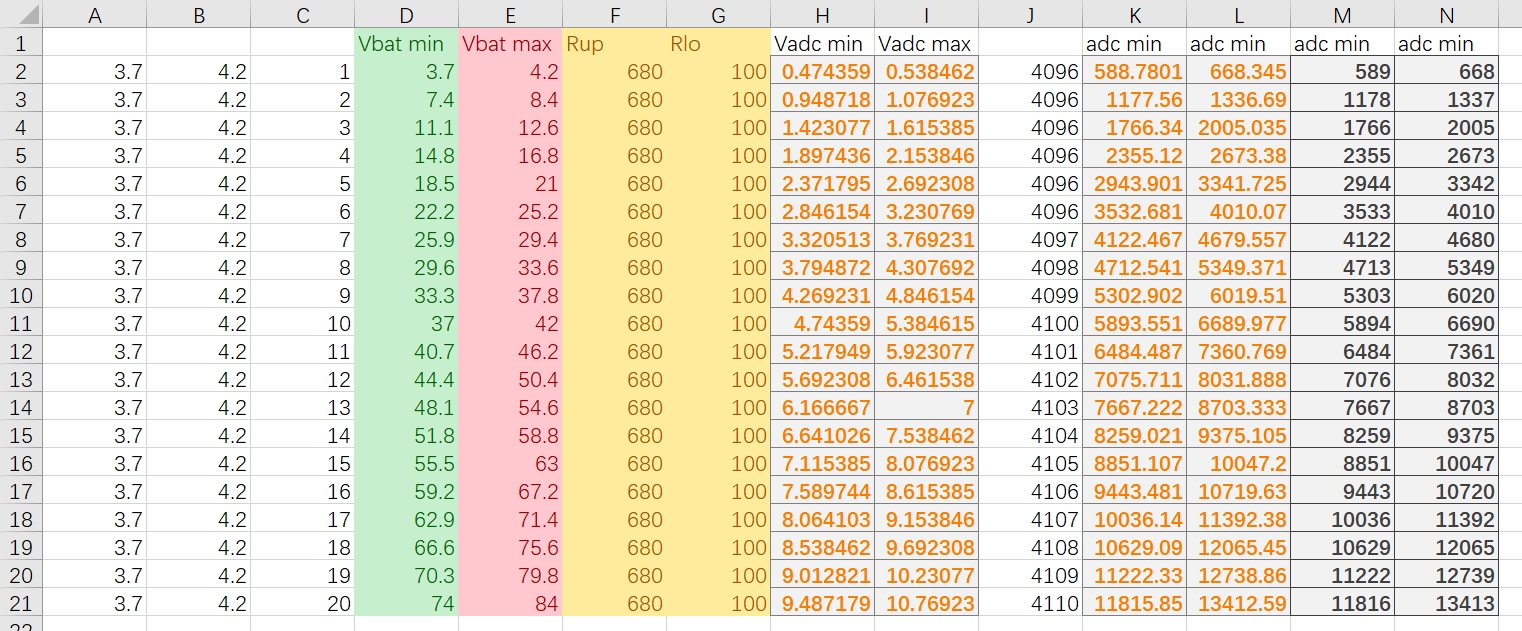 A B C D E F G H I J K L M N
1 Vbat min Vbat max Rup Rlo Vadc min Vadc max adc min adc min adc min adc min
2 3.7 4.2 1 3.7 4.2 680 100 0.474359 0.538462 4096 588.7801 668.345 589 668
3 3.7 4.2 2 7.4 8.4 680 100 0.948718 1.076923 4096 1177.56 1336.69 1178 1337
4 3.7 4.2 3 11.1 12.6 680 100 1.423077 1.615385 4096 1766.34 2005.035 1766 2005
5 3.7 4.2 4 14.8 16.8 680 100 1.897436 2.153846 4096 2355.12 2673.38 2355 2673
6 3.7 4.2 5 18.5 21 680 100 2.371795 2.692308 4096 2943.901 3341.725 2944 3342
7 3.7 4.2 6 22.2 25.2 680 100 2.846154 3.230769 4096 3532.681 4010.07 3533 4010
8 3.7 4.2 7 25.9 29.4 680 100 3.320513 3.769231 4097 4122.467 4679.557 4122 4680
9 3.7 4.2 8 29.6 33.6 680 100 3.794872 4.307692 4098 4712.541 5349.371 4713 5349
10 3.7 4.2 9 33.3 37.8 680 100 4.269231 4.846154 4099 5302.902 6019.51 5303 6020
11 3.7 4.2 10 37 42 680 100 4.74359 5.384615 4100 5893.551 6689.977 5894 6690
12 3.7 4.2 11 40.7 46.2 680 100 5.217949 5.923077 4101 6484.487 7360.769 6484 7361
13 3.7 4.2 12 44.4 50.4 680 100 5.692308 6.461538 4102 7075.711 8031.888 7076 8032
14 3.7 4.2 13 48.1 54.6 680 100 6.166667 7 4103 7667.222 8703.333 7667 8703
15 3.7 4.2 14 51.8 58.8 680 100 6.641026 7.538462 4104 8259.021 9375.105 8259 9375
16 3.7 4.2 15 55.5 63 680 100 7.115385 8.076923 4105 8851.107 10047.2 8851 10047
17 3.7 4.2 16 59.2 67.2 680 100 7.589744 8.615385 4106 9443.481 10719.63 9443 10720
18 3.7 4.2 17 62.9 71.4 680 100 8.064103 9.153846 4107 10036.14 11392.38 10036 11392
19 3.7 4.2 18 66.6 75.6 680 100 8.538462 9.692308 4108 10629.09 12065.45 10629 12065
20 3.7 4.2 19 70.3 79.8 680 100 9.012821 10.23077 4109 11222.33 12738.86 11222 12739
21 3.7 4.2 20 74 84 680 100 9.487179 10.76923 4110 11815.85 13412.59 11816 13413